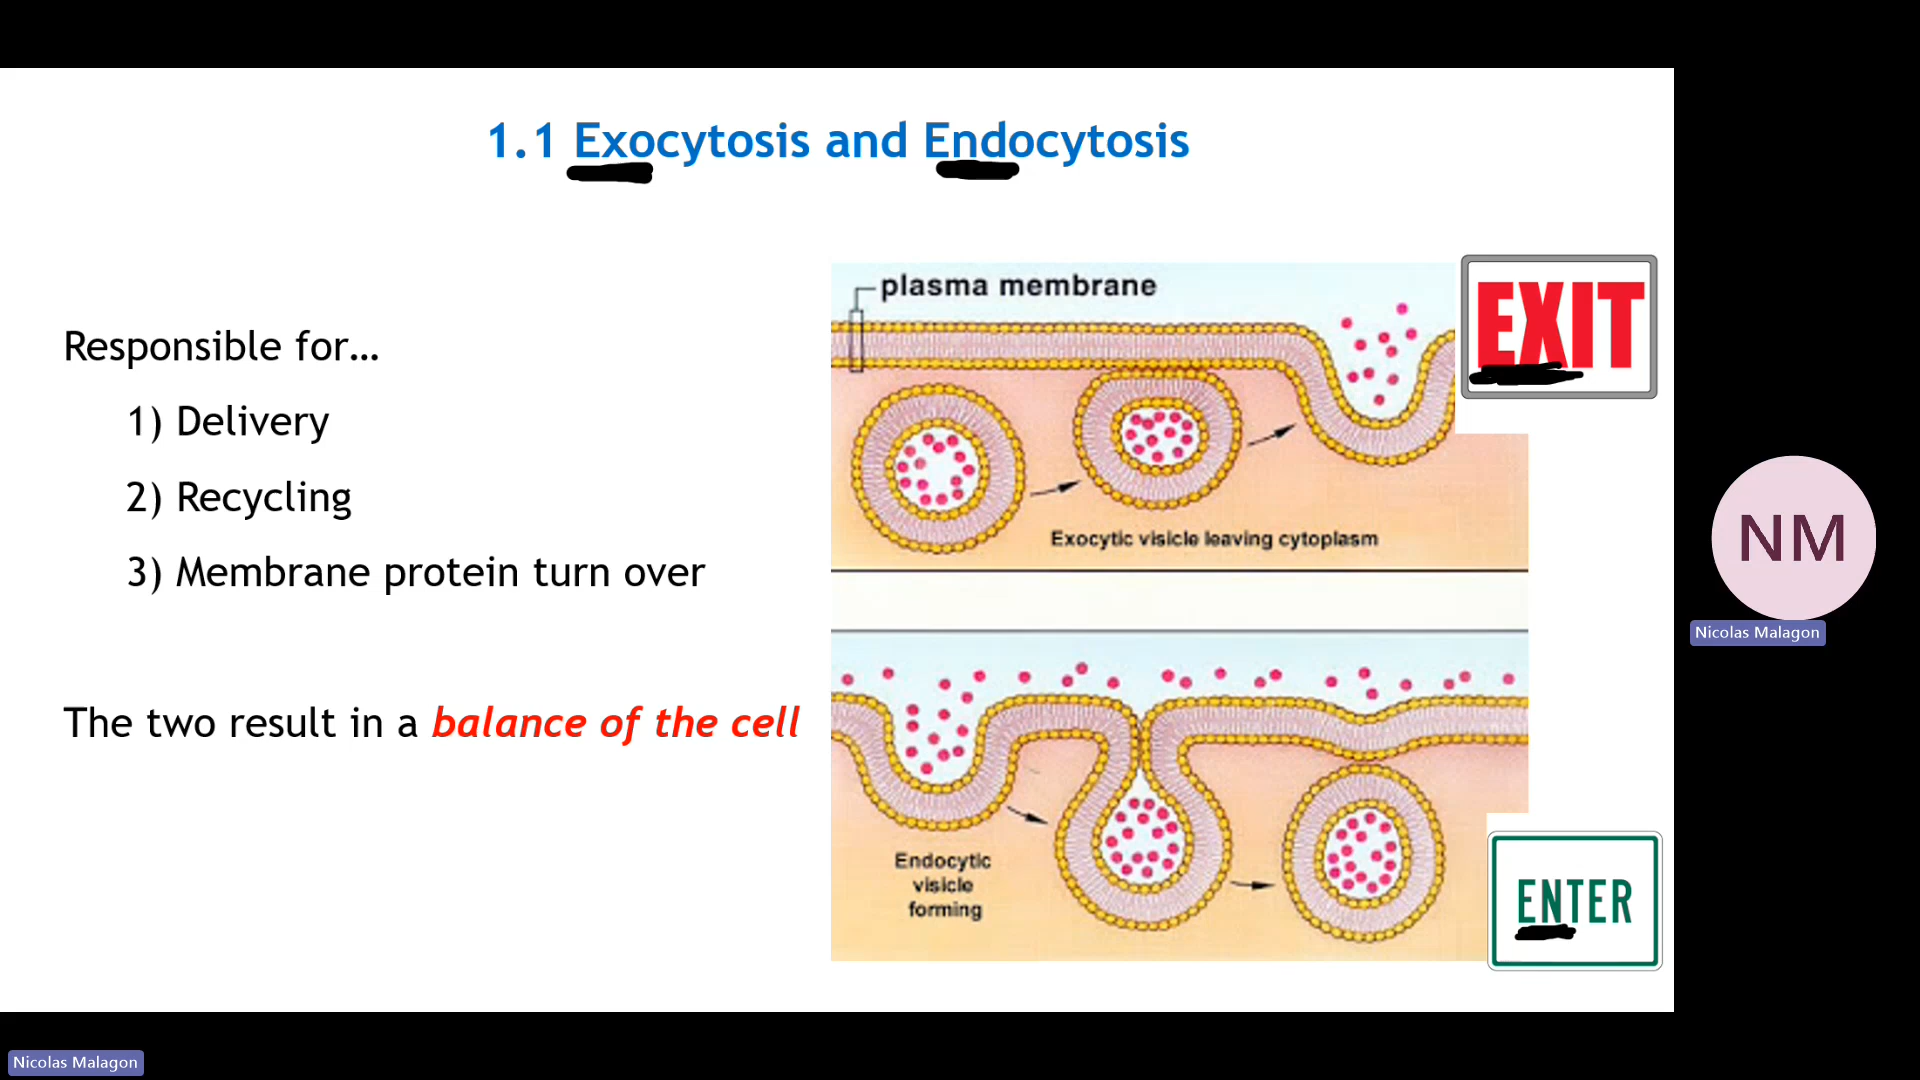 1.1 Exocytosis and Endocytosis
Responsible for...
1) Delivery
2) Recycling
3) Membrane protein turn over
The two result in a balance of the cell
plasma membrane
EXIT
Exocytic visicle leaving cytoplasm
Endocytic
visicle
forming
ENTER
NM
Nicolas Malagon
Nicolas Malagon